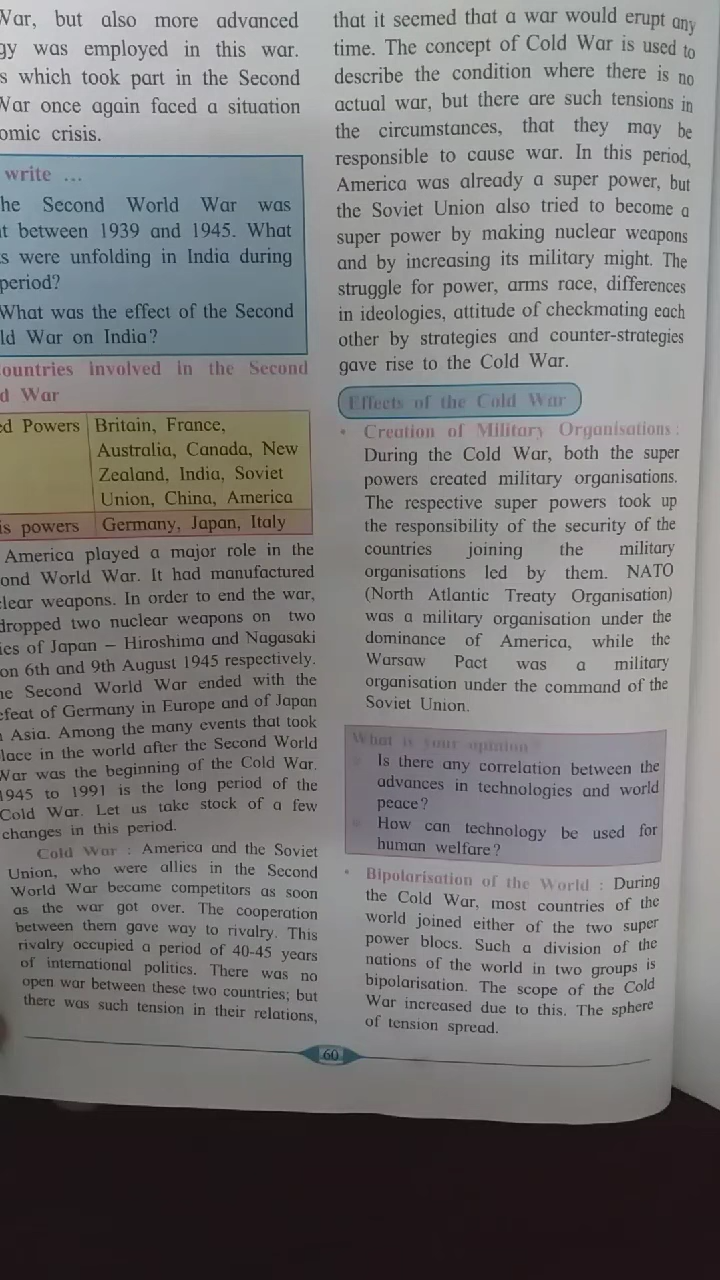 War, but also more advanced
gy was employed in this war.
s which took part in the Second
War once again faced a situation
omic crisis.
write ...
he Second World War was
t between 1939 and 1945. What
s were unfolding in India during
period?
What was the effect of the Second
ld War on India?
ountries involved in the Second
d War
ed Powers Britain, France,
Australia, Canada, New
Zealand, India, Soviet
Union, China, America
is powers Germany, Japan, Italy
America played a major role in the
ond World War. It had manufactured
clear weapons. In order to end the war,
dropped two nuclear weapons on two
ies of Japan – Hiroshima and Nagasaki
on 6th and 9th August 1945 respectively.
he Second World War ended with the
efeat of Germany in Europe and of Japan
n Asia. Among the many events that took
lace in the world after the Second World
War was the beginning of the Cold War.
1945 to 1991 is the long period of the
Cold War. Let us take stock of a few
changes in this period.
Cold War : America and the Soviet
Union, who were allies in the Second
World War became competitors as soon
as the war got over. The cooperation
between them gave way to rivalry. This
rivalry occupied a period of 40-45 years
of international politics. There was no
open war between these two countries; but
there was such tension in their relations,
that it seemed that a war would erupt any
time. The concept of Cold War is used to
describe the condition where there is no
actual war, but there are such tensions in
the circumstances, that they may be
responsible to cause war. In this period,
America was already a super power, but
the Soviet Union also tried to become a
super power by making nuclear weapons
and by increasing its military might. The
struggle for power, arms race, differences
in ideologies, attitude of checkmating each
other by strategies and counter-strategies
gave rise to the Cold War.
Effects of the Cold War
• Creation of Military Organisations :
During the Cold War, both the super
powers created military organisations.
The respective super powers took up
the responsibility of the security of the
countries joining the military
organisations led by them. NATO
(North Atlantic Treaty Organisation)
was a military organisation under the
dominance of America, while the
Warsaw Pact was a military
organisation under the command of the
Soviet Union.
What is your opinion?
Is there any correlation between the
advances in technologies and world
peace?
How can technology be used for
human welfare?
• Bipolarisation of the World : During
the Cold War, most countries of the
world joined either of the two super
power blocs. Such a division of the
nations of the world in two groups is
bipolarisation. The scope of the Cold
War increased due to this. The sphere
of tension spread.
60